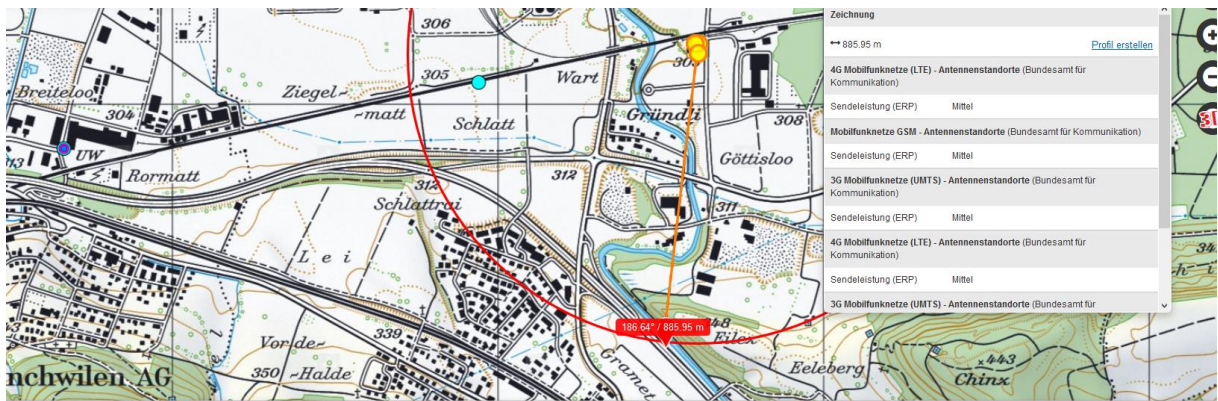 Zeichnung
885.95 m
Profil erstellen
4G Mobilfunknetze (LTE) - Antennenstandorte (Bundesamt für
Kommunikation)
Sendeleistung (ERP) Mittel
Mobilfunknetze GSM - Antennenstandorte (Bundesamt für Kommunikation)
Sendeleistung (ERP) Mittel
3G Mobilfunknetze (UMTS) - Antennenstandorte (Bundesamt für
Kommunikation)
Sendeleistung (ERP) Mittel
4G Mobilfunknetze (LTE) - Antennenstandorte (Bundesamt für
Kommunikation)
Sendeleistung (ERP) Mittel
3G Mobilfunknetze (UMTS) - Antennenstandorte (Bundesamt für
306
305
Wart
Breiteloo
Ziegel-
-matt
304
Schlatt
Gründli
308
UW
Göttisloo
Rormatt
312
312
Schlattrai
311
Lei
186.64° / 885.95 m
Eilex
339
Vorde-
350
-Halde
Gramet
Eeleberg
443
Chinx
nchwilen AG